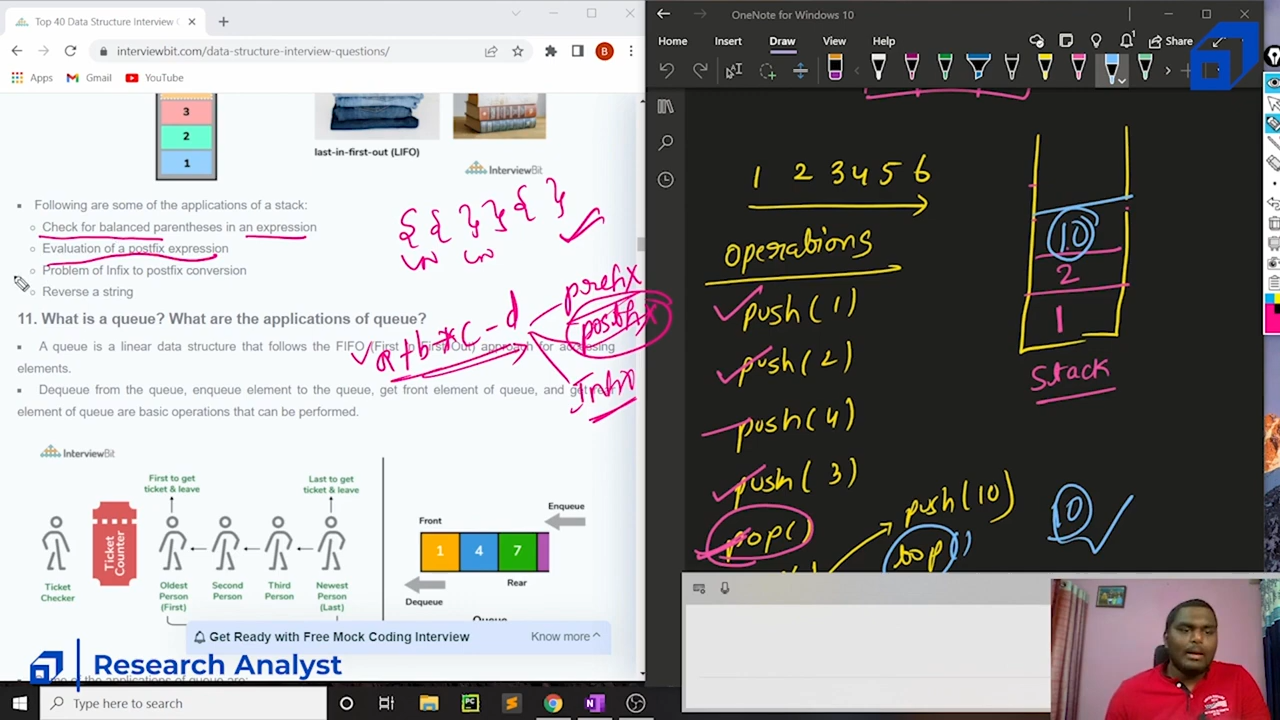 Top 40 Data Structure Interview Q
interviewbit.com/data-structure-interview-questions/
B
Apps
Gmail
YouTube
3
2
1
last-in-first-out (LIFO)
InterviewBit
Following are some of the applications of a stack:
Check for balanced parentheses in an expression
Evaluation of a postfix expression
Problem of Infix to postfix conversion
Reverse a string
{ { } } { }
prefix
postfix
a+b*c-d
Infix
11. What is a queue? What are the applications of queue?
A queue is a linear data structure that follows the FIFO (First In First Out) approach for accessing
elements.
Dequeue from the queue, enqueue element to the queue, get front element of queue, and get rear
element of queue are basic operations that can be performed.
InterviewBit
First to get
ticket & leave
Last to get
ticket & leave
Ticket
Counter
Ticket
Checker
Oldest
Person
(First)
Second
Person
Third
Person
Newest
Person
(Last)
Enqueue
Front
1
4
7
Rear
Dequeue
Queue
Get Ready with Free Mock Coding Interview
Know more
Research Analyst
Type here to search
OneNote for Windows 10
Home
Insert
Draw
View
Help
Share
1 2 3 4 5 6
operations
push(1)
push(2)
push(4)
push(3)
pop()
push(10)
top()
10
2
1
Stack
10